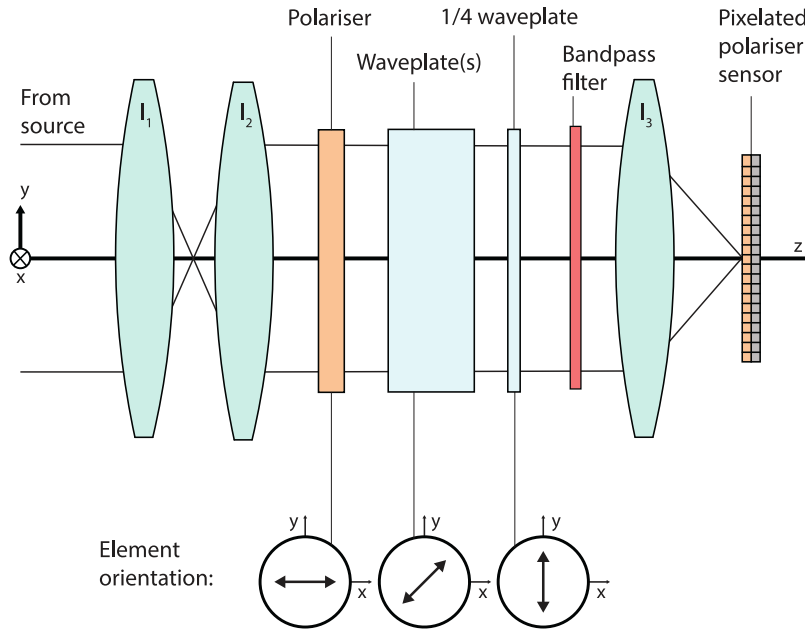 Polariser
1/4 waveplate
Pixelated
polariser
sensor
Waveplate(s)
Bandpass
filter
From
source
l₁
l₂
l₃
y
x
z
Element
orientation:
y
x
y
x
y
x